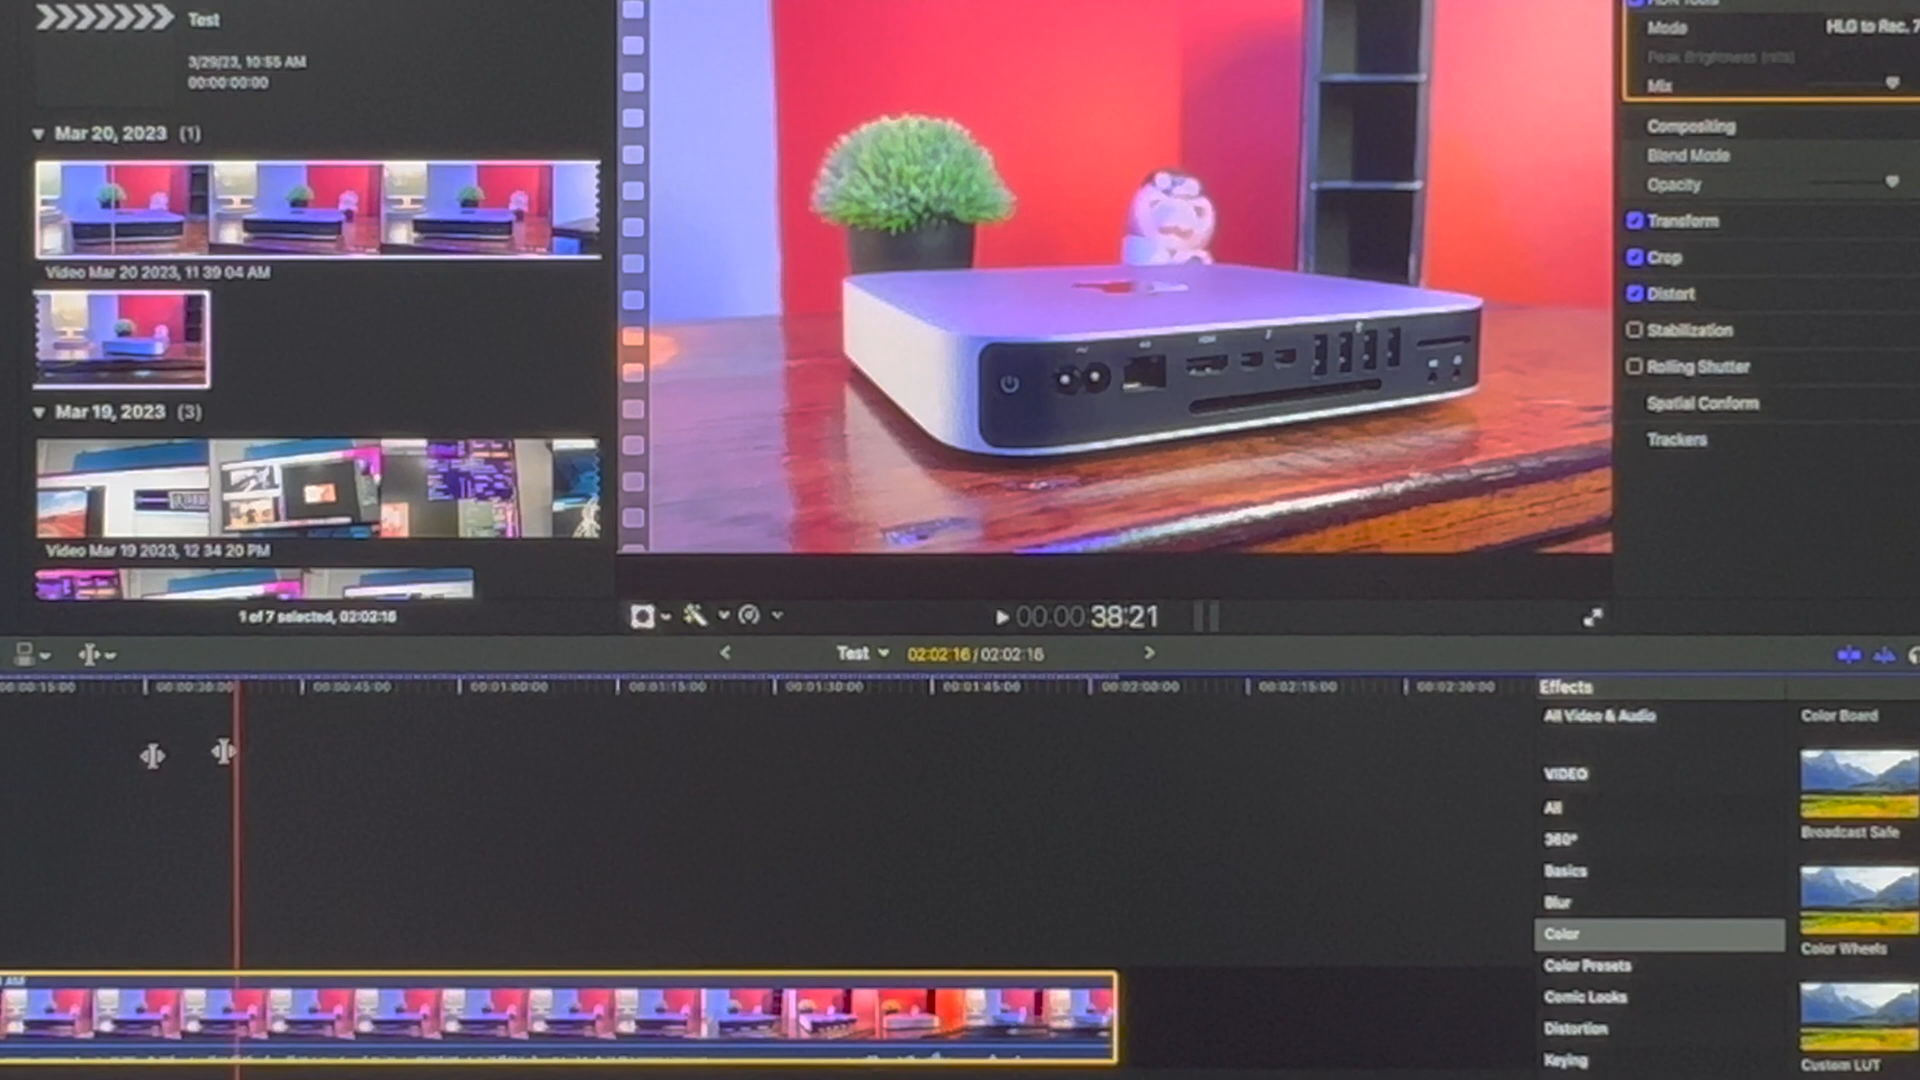 Test
3/29/23, 10:55 AM
00:00:00:00
Mar 20, 2023 (1)
Video Mar 20 2023, 11 39 04 AM
Mar 19, 2023 (3)
Video Mar 19 2023, 12 34 20 PM
1 of 7 selected, 02:02:16
HDR Tools
Mode HLG to Rec. 7
Peak Brightness (nits)
Mix
Compositing
Blend Mode
Opacity
Transform
Crop
Distort
Stabilization
Rolling Shutter
Spatial Conform
Trackers
00:00:38:21
Test 02:02:16 / 02:02:16
00:00:15:00 00:00:30:00 00:00:45:00 00:01:00:00 00:01:15:00 00:01:30:00 00:01:45:00 00:02:00:00 00:02:15:00 00:02:30:00
AM
Effects
All Video & Audio
VIDEO
All
360°
Basics
Blur
Color
Color Presets
Comic Looks
Distortion
Keying
Color Board
Broadcast Safe
Color Wheels
Custom LUT